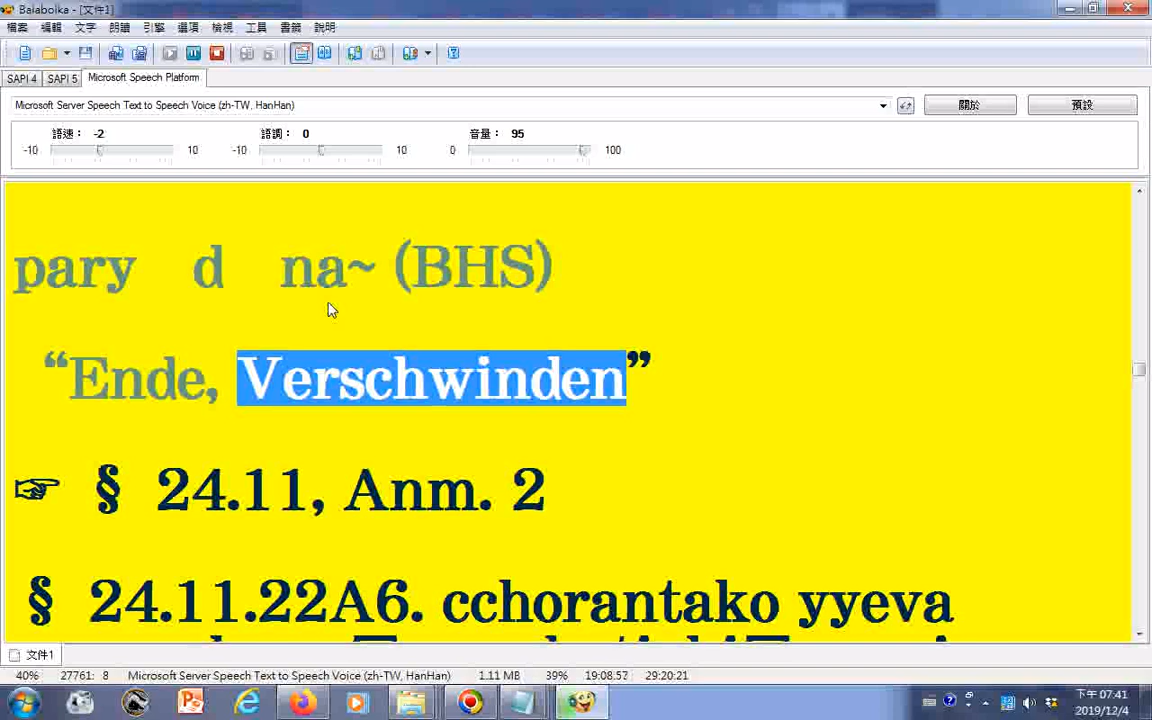 Balabolka - [文件1]
檔案 編輯 文字 朗讀 引擎 選項 檢視 工具 書籤 說明
SAPI 4 SAPI 5 Microsoft Speech Platform
Microsoft Server Speech Text to Speech Voice (zh-TW, HanHan) 關於 預設
語速： -2 語調： 0 音量： 95
-10 10 -10 10 0 100
pary d na~ (BHS)
“Ende, Verschwinden”
☞ § 24.11, Anm. 2
§ 24.11.22A6. cchorantako yyeva
文件1
40% 27761: 8 Microsoft Server Speech Text to Speech Voice (zh-TW, HanHan) 1.11 MB 39% 19:08:57 29:20:21
下午 07:41
2019/12/4